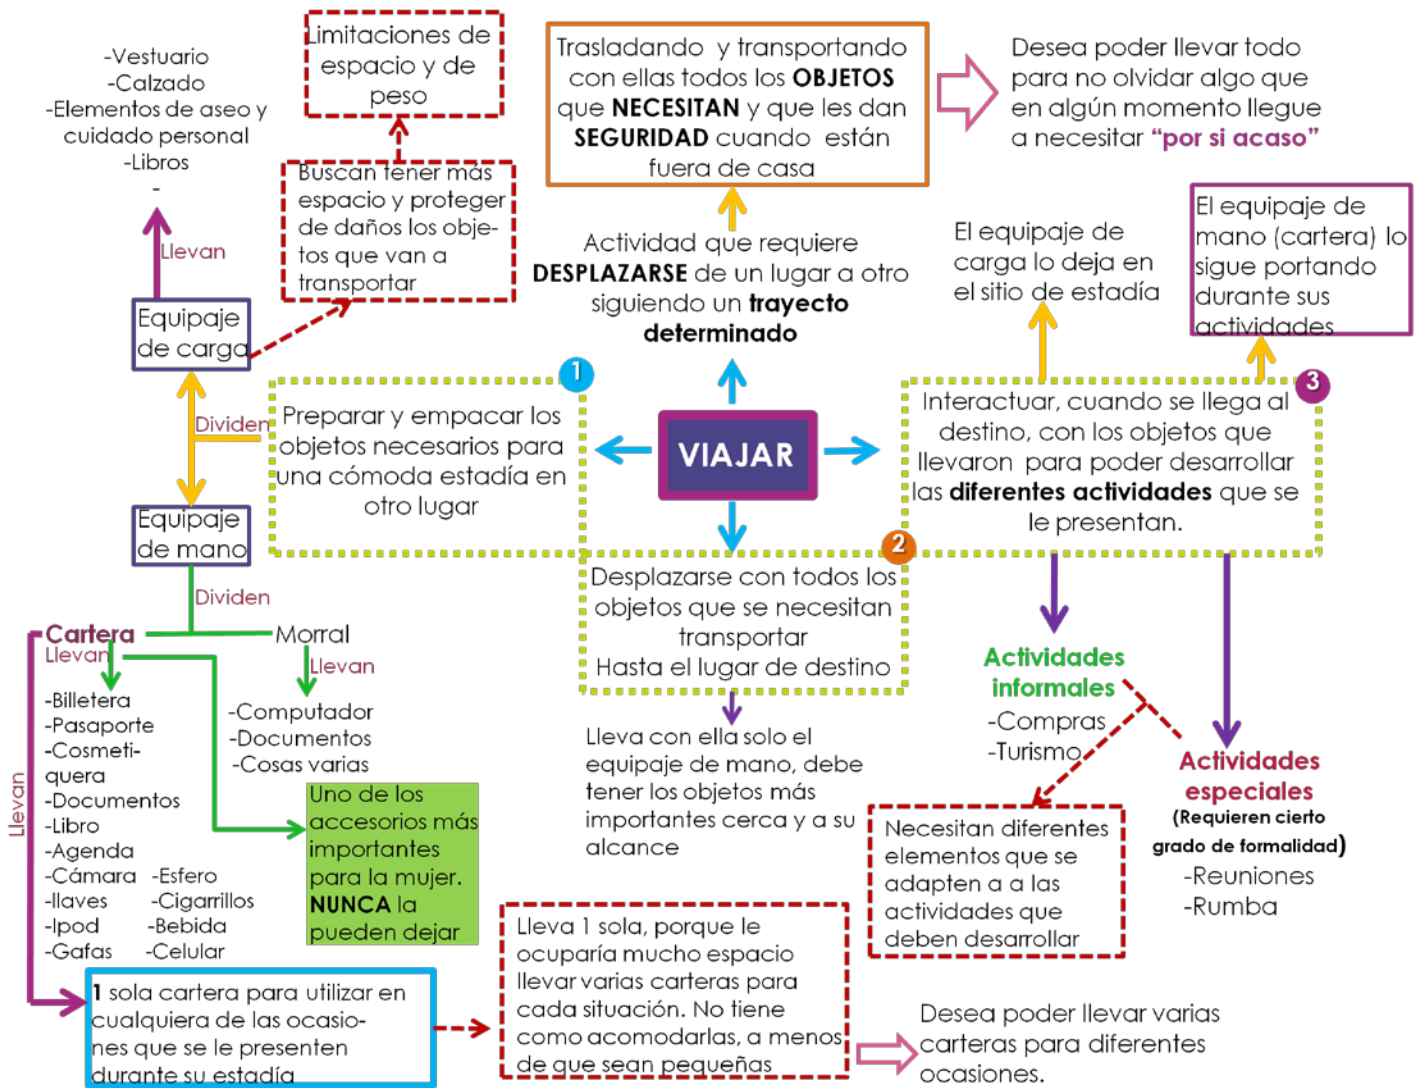 -Vestuario
-Calzado
-Elementos de aseo y
cuidado personal
-Libros
-
Llevan
Limitaciones de
espacio y de
peso
Buscan tener más
espacio y proteger
de daños los obje-
tos que van a
transportar
Trasladando y transportando
con ellas todos los OBJETOS
que NECESITAN y que les dan
SEGURIDAD cuando están
fuera de casa
Desea poder llevar todo
para no olvidar algo que
en algún momento llegue
a necesitar “por si acaso”
Actividad que requiere
DESPLAZARSE de un lugar a otro
siguiendo un trayecto
determinado
El equipaje de
carga lo deja en
el sitio de estadía
El equipaje de
mano (cartera) lo
sigue portando
durante sus
actividades
Equipaje
de carga
Dividen
1
Preparar y empacar los
objetos necesarios para
una cómoda estadía en
otro lugar
VIAJAR
3
Interactuar, cuando se llega al
destino, con los objetos que
llevaron para poder desarrollar
las diferentes actividades que se
le presentan.
Equipaje
de mano
Dividen
2
Desplazarse con todos los
objetos que se necesitan
transportar
Hasta el lugar de destino
Cartera
Llevan
Morral
Llevan
-Billetera
-Pasaporte
-Cosmeti-
quera
-Documentos
-Libro
-Agenda
-Cámara -Esfero
-llaves -Cigarrillos
-Ipod -Bebida
-Gafas -Celular
-Computador
-Documentos
-Cosas varias
Llevan
Uno de los
accesorios más
importantes
para la mujer.
NUNCA la
pueden dejar
Lleva con ella solo el
equipaje de mano, debe
tener los objetos más
importantes cerca y a su
alcance
Actividades
informales
-Compras
-Turismo
Actividades
especiales
(Requieren cierto
grado de formalidad)
-Reuniones
-Rumba
Necesitan diferentes
elementos que se
adapten a a las
actividades que
deben desarrollar
1 sola cartera para utilizar en
cualquiera de las ocasio-
nes que se le presenten
durante su estadía
Lleva 1 sola, porque le
ocuparía mucho espacio
llevar varias carteras para
cada situación. No tiene
como acomodarlas, a menos
de que sean pequeñas
Desea poder llevar varias
carteras para diferentes
ocasiones.